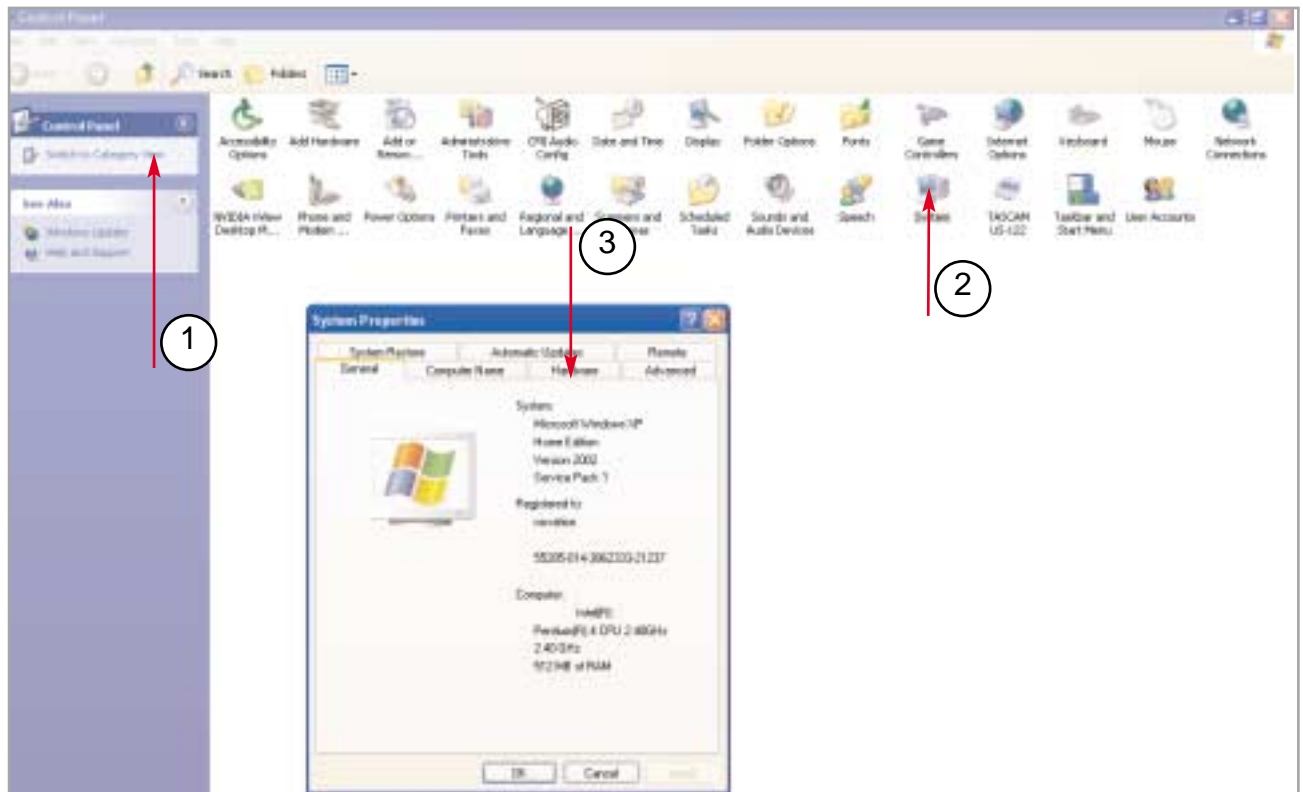 Control Panel
Search Folders
Control Panel
Switch to Category View
See Also
Windows Update
Help and Support
Accessibility Options
Add Hardware
Add or Remov...
Administrative Tools
Audio Config
Date and Time
Display
Folder Options
Fonts
Game Controllers
Internet Options
Keyboard
Mouse
Network Connections
NVIDIA nView Desktop M...
Phone and Modem ...
Power Options
Printers and Faxes
Regional and Language ...
Scanners and
Scheduled Tasks
Sounds and Audio Devices
Speech
System
TASCAM US-122
Taskbar and Start Menu
User Accounts
1
2
3
System Properties
System Restore Automatic Updates Remote
General Computer Name Hardware Advanced
System:
Microsoft Windows XP
Home Edition
Version 2002
Service Pack 1
Registered to:
novation
Computer:
Intel(R)
Pentium(R) 4 CPU 2.40GHz
2.40 GHz
512 MB of RAM
OK Cancel